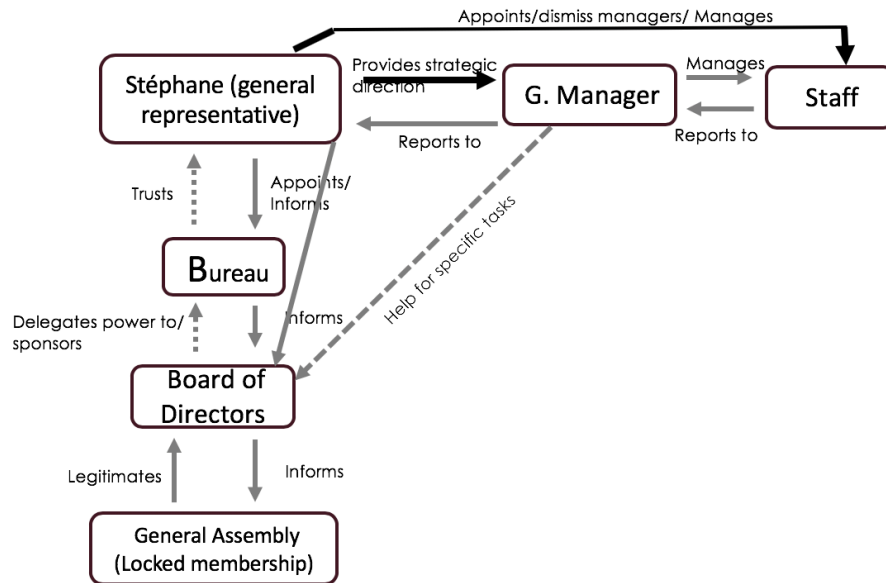 Appoints/dismiss managers/ Manages
Stéphane (general
representative)
Provides strategic
direction
G. Manager
Manages
Staff
Reports to
Reports to
Trusts
Appoints/
Informs
Help for specific tasks
Bureau
Delegates power to/
sponsors
Informs
Board of
Directors
Legitimates
Informs
General Assembly
(Locked membership)